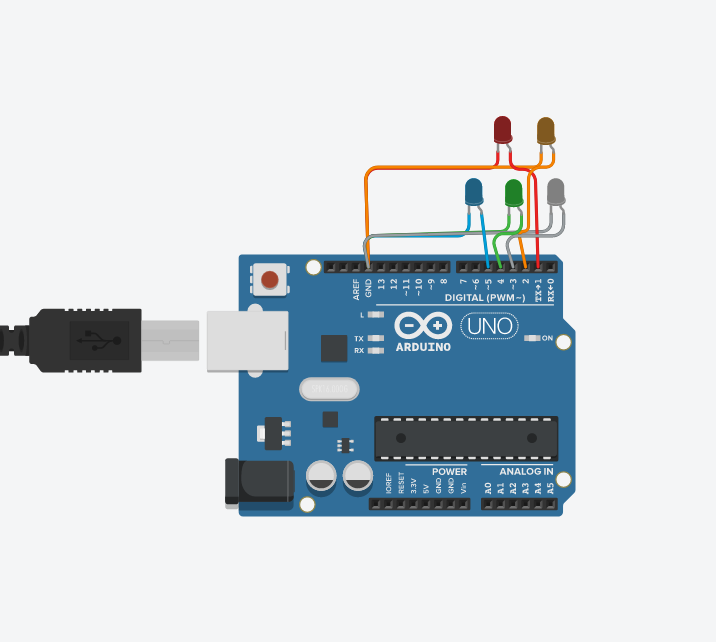 AREF
GND
13
12
~11
~10
~9
8
7
~6
~5
4
~3
2
TX→1
RX←0
DIGITAL (PWM~)
L
TX
RX
ARDUINO
UNO
ON
POWER
ANALOG IN
IOREF
RESET
3.3V
5V
GND
GND
Vin
A0
A1
A2
A3
A4
A5